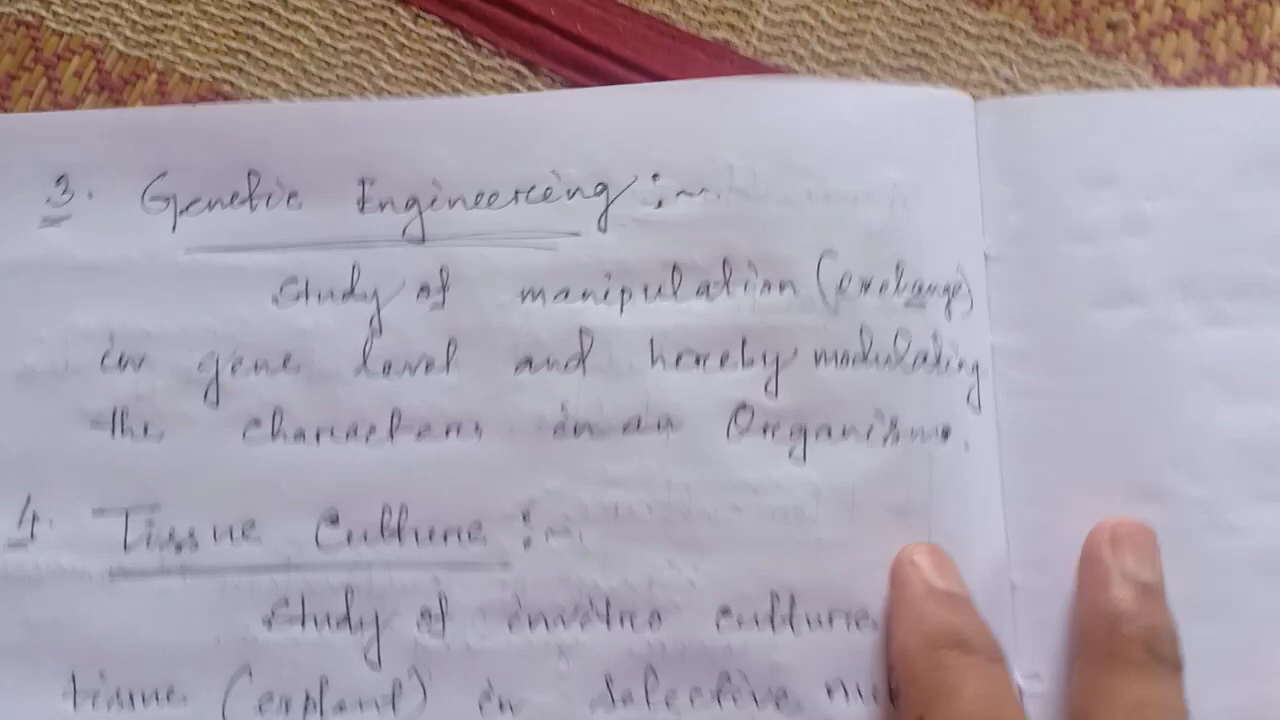 3. Genetic Engineering :~
Study of manipulation (exchange)
in gene level and hereby modulating
the characters in an Organisms.
4. Tissue Culture :~
Study of invitro culture
tissue (explant) in selective